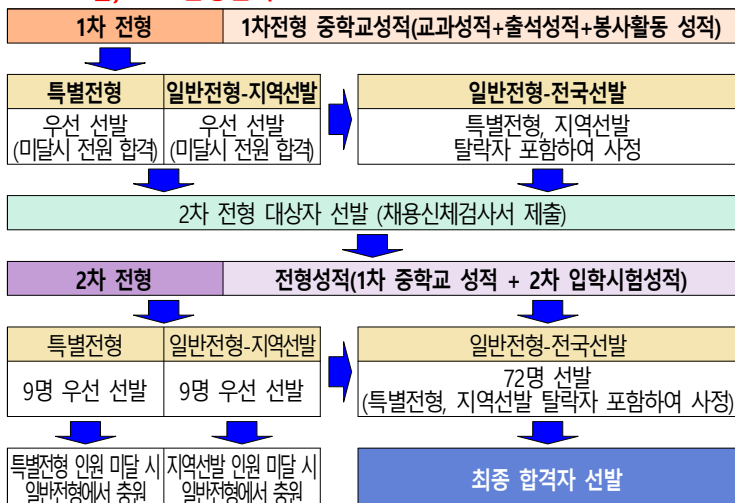 1차 전형
1차전형 중학교성적(교과성적+출석성적+봉사활동 성적)
특별전형
일반전형-지역선발
일반전형-전국선발
우선 선발
(미달시 전원 합격)
우선 선발
(미달시 전원 합격)
특별전형, 지역선발
탈락자 포함하여 사정
2차 전형 대상자 선발 (채용신체검사서 제출)
2차 전형
전형성적(1차 중학교 성적 + 2차 입학시험성적)
특별전형
일반전형-지역선발
일반전형-전국선발
9명 우선 선발
9명 우선 선발
72명 선발
(특별전형, 지역선발 탈락자 포함하여 사정)
특별전형 인원 미달 시
일반전형에서 충원
지역선발 인원 미달 시
일반전형에서 충원
최종 합격자 선발